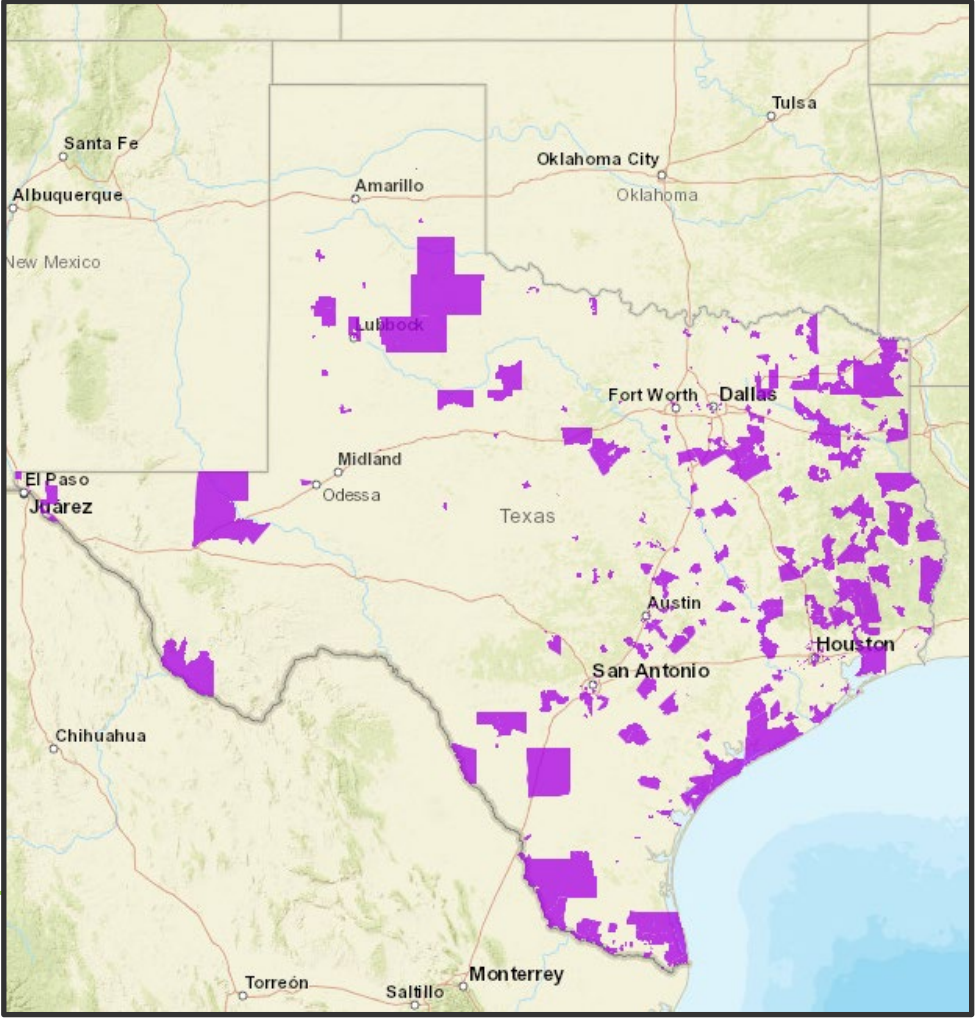 Tulsa
Santa Fe
Oklahoma City
Albuquerque
Amarillo
Oklahoma
New Mexico
Lubbock
Fort Worth
Dallas
Midland
El Paso
Odessa
Juárez
Texas
Austin
Houston
San Antonio
Chihuahua
Monterrey
Torreón
Saltillo